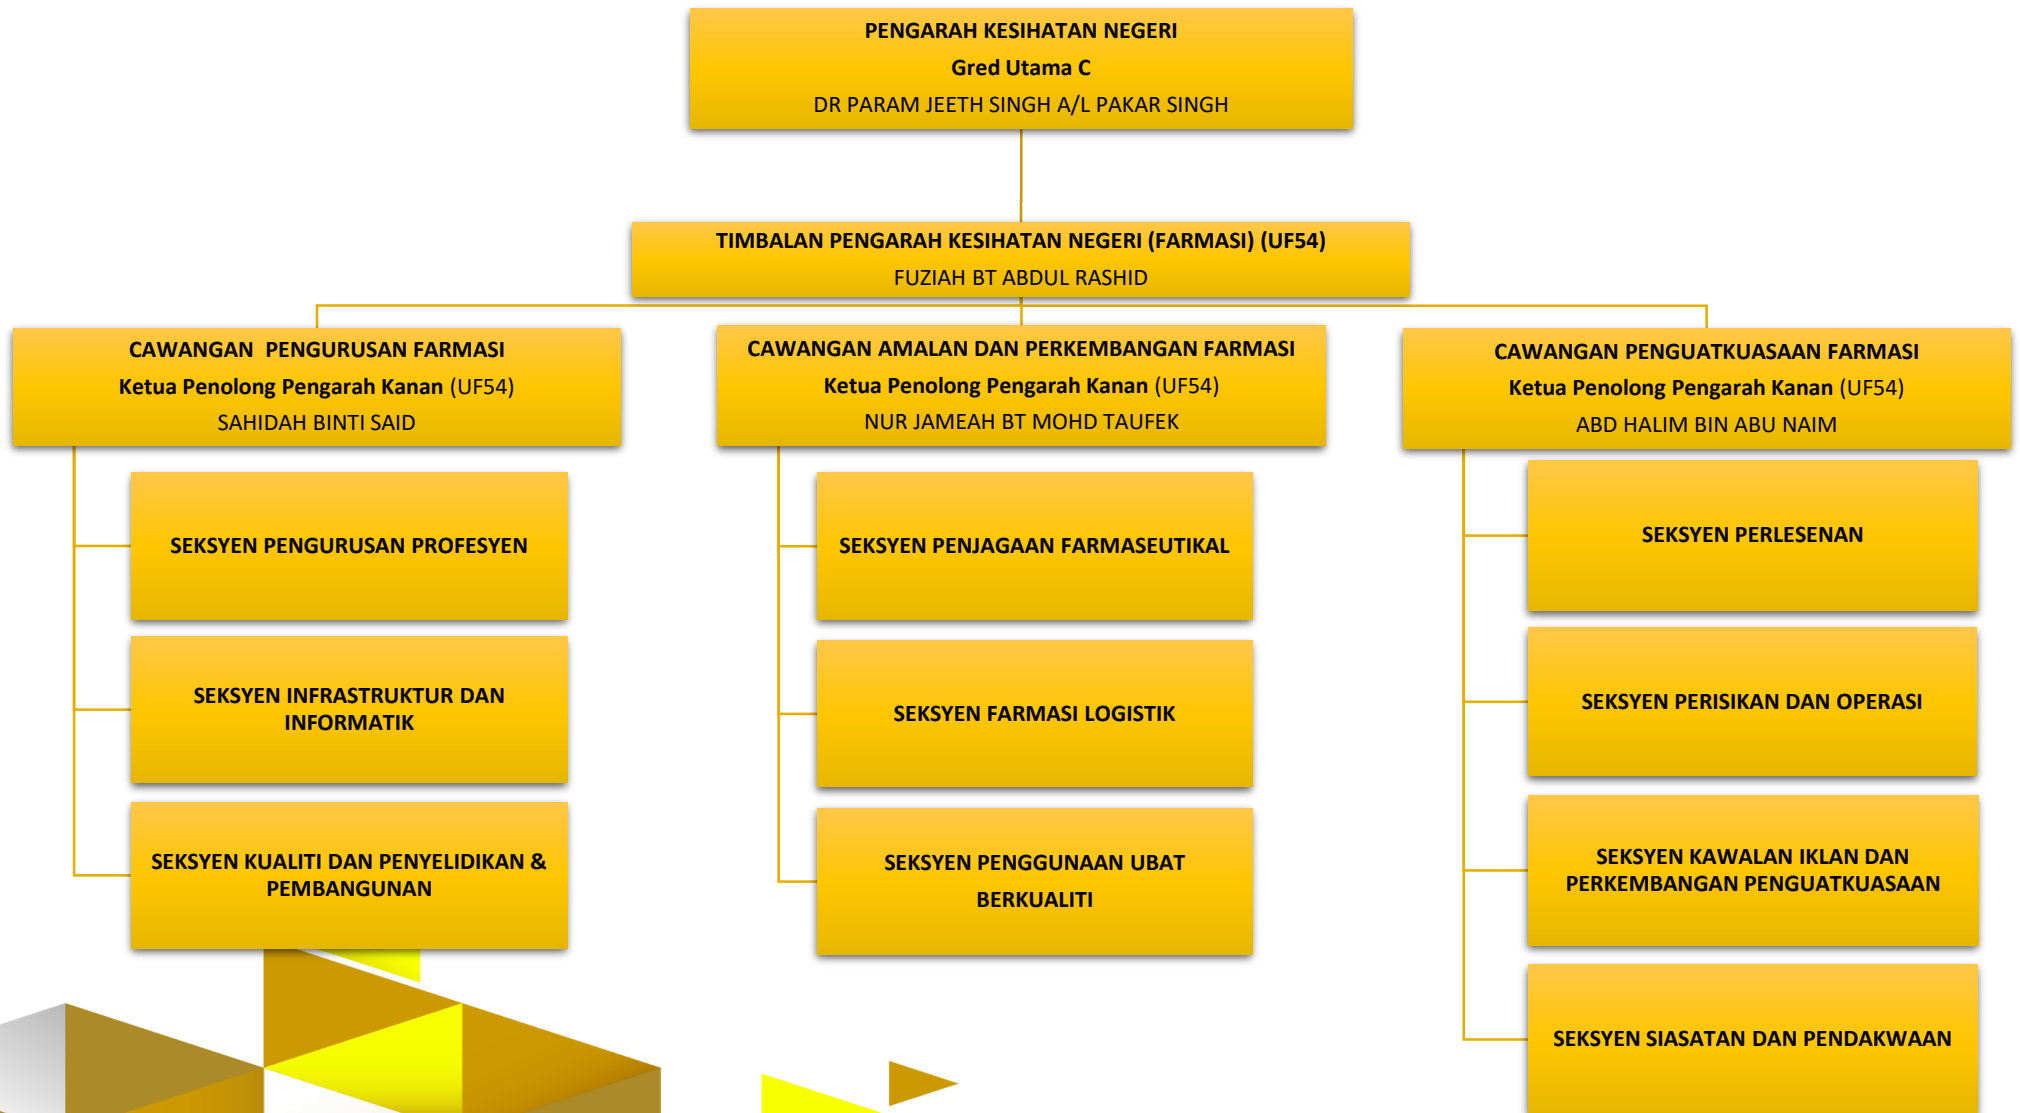 PENGARAH KESIHATAN NEGERI
Gred Utama C
DR PARAM JEETH SINGH A/L PAKAR SINGH
TIMBALAN PENGARAH KESIHATAN NEGERI (FARMASI) (UF54)
FUZIAH BT ABDUL RASHID
CAWANGAN PENGURUSAN FARMASI
Ketua Penolong Pengarah Kanan (UF54)
SAHIDAH BINTI SAID
SEKSYEN PENGURUSAN PROFESYEN
SEKSYEN INFRASTRUKTUR DAN
INFORMATIK
SEKSYEN KUALITI DAN PENYELIDIKAN &
PEMBANGUNAN
CAWANGAN AMALAN DAN PERKEMBANGAN FARMASI
Ketua Penolong Pengarah Kanan (UF54)
NUR JAMEAH BT MOHD TAUFEK
SEKSYEN PENJAGAAN FARMASEUTIKAL
SEKSYEN FARMASI LOGISTIK
SEKSYEN PENGGUNAAN UBAT
BERKUALITI
CAWANGAN PENGUATKUASAAN FARMASI
Ketua Penolong Pengarah Kanan (UF54)
ABD HALIM BIN ABU NAIM
SEKSYEN PERLESENAN
SEKSYEN PERISIKAN DAN OPERASI
SEKSYEN KAWALAN IKLAN DAN
PERKEMBANGAN PENGUATKUASAAN
SEKSYEN SIASATAN DAN PENDAKWAAN